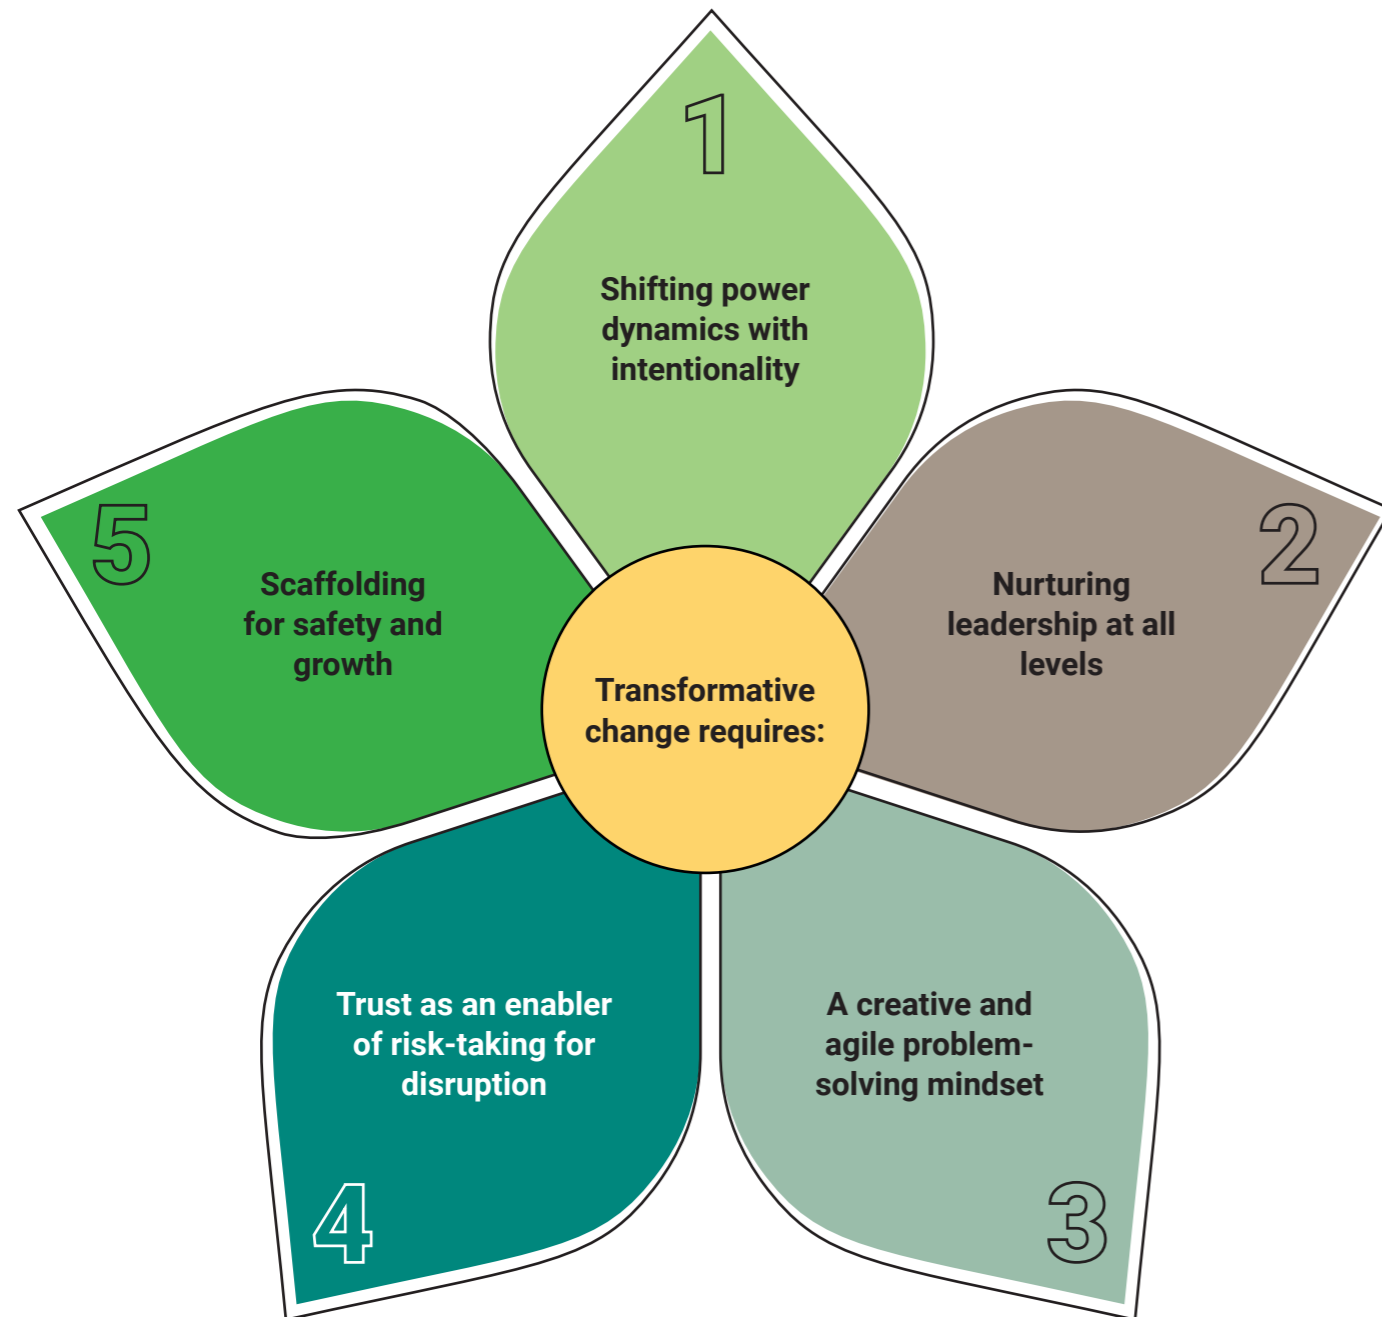 Transformative
change requires:
1
Shifting power
dynamics with
intentionality
2
Nurturing
leadership at all
levels
3
A creative and
agile problem-
solving mindset
4
Trust as an enabler
of risk-taking for
disruption
5
Scaffolding
for safety and
growth